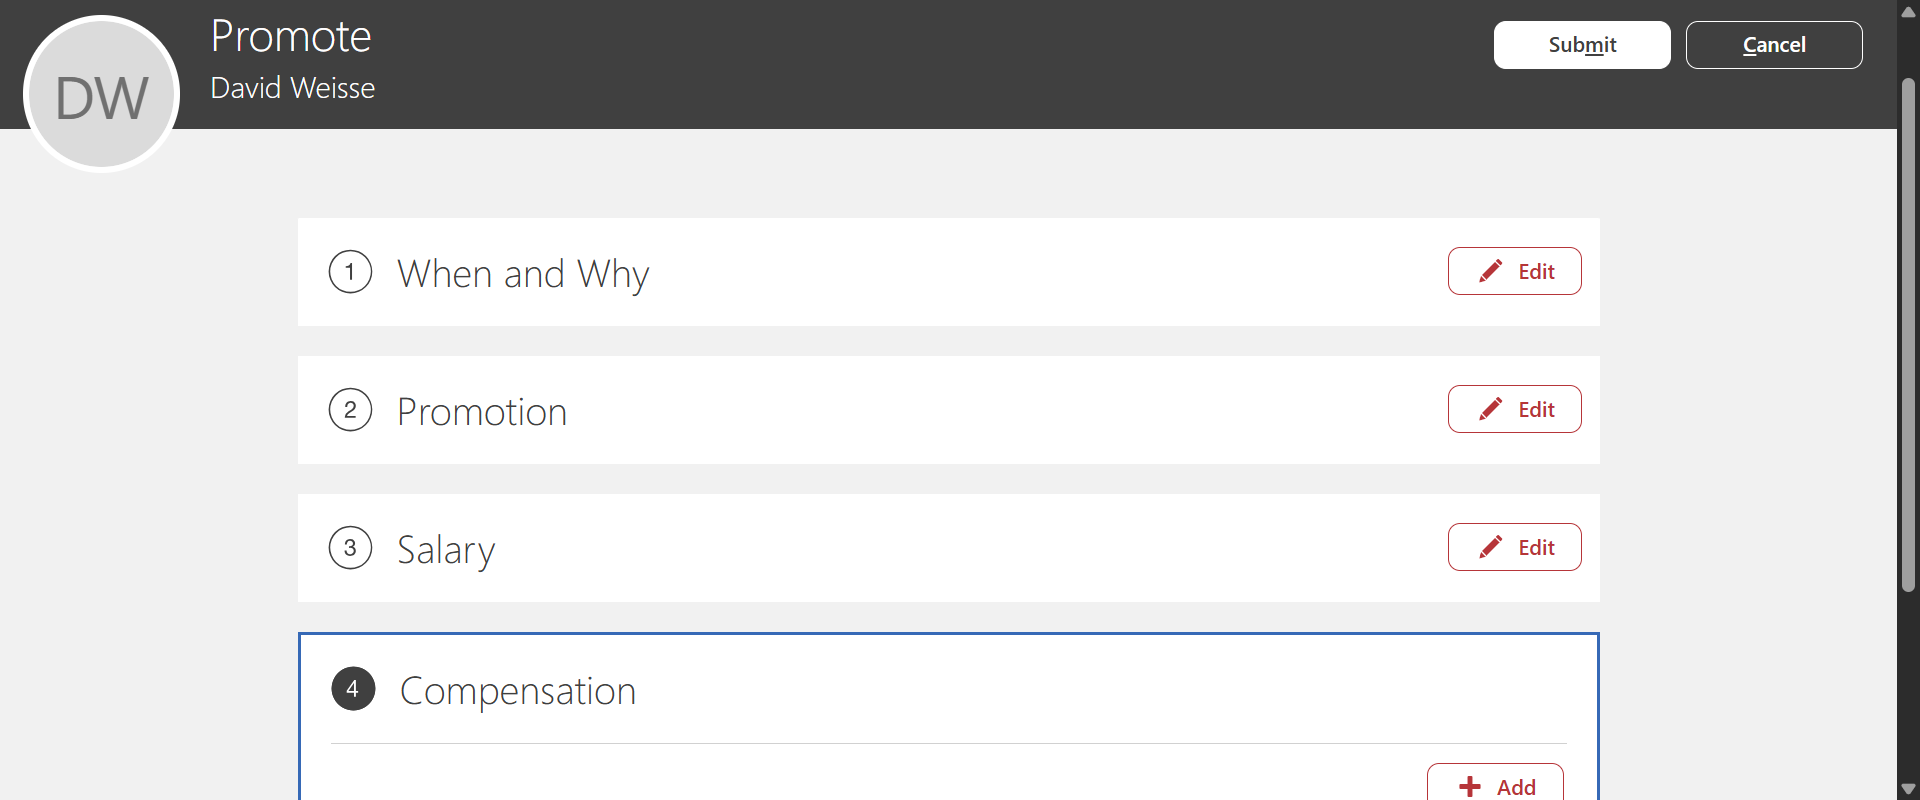 DW
Promote
David Weisse
Submit
Cancel
1
When and Why
Edit
2
Promotion
Edit
3
Salary
Edit
4
Compensation
Add